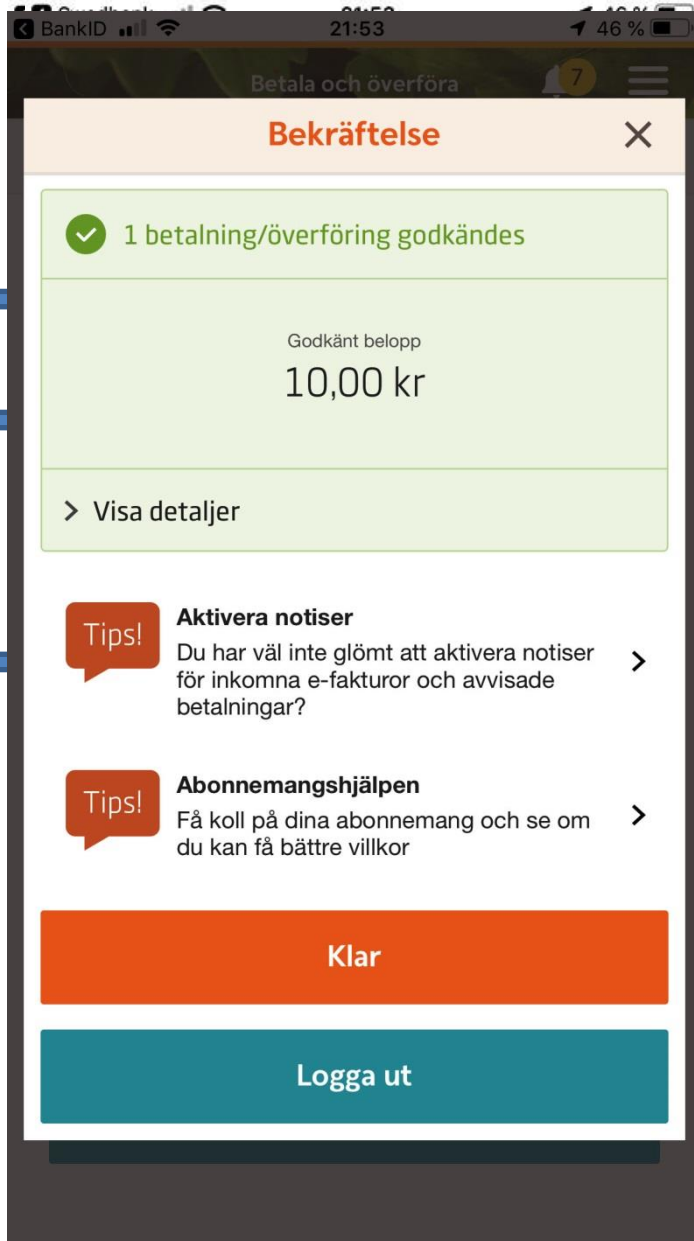 BankID
21:53
46 %
Betala och överföra
7
Bekräftelse
1 betalning/överföring godkändes
Godkänt belopp
10,00 kr
Visa detaljer
Tips!
Aktivera notiser
Du har väl inte glömt att aktivera notiser
för inkomna e-fakturor och avvisade
betalningar?
Tips!
Abonnemangshjälpen
Få koll på dina abonnemang och se om
du kan få bättre villkor
Klar
Logga ut